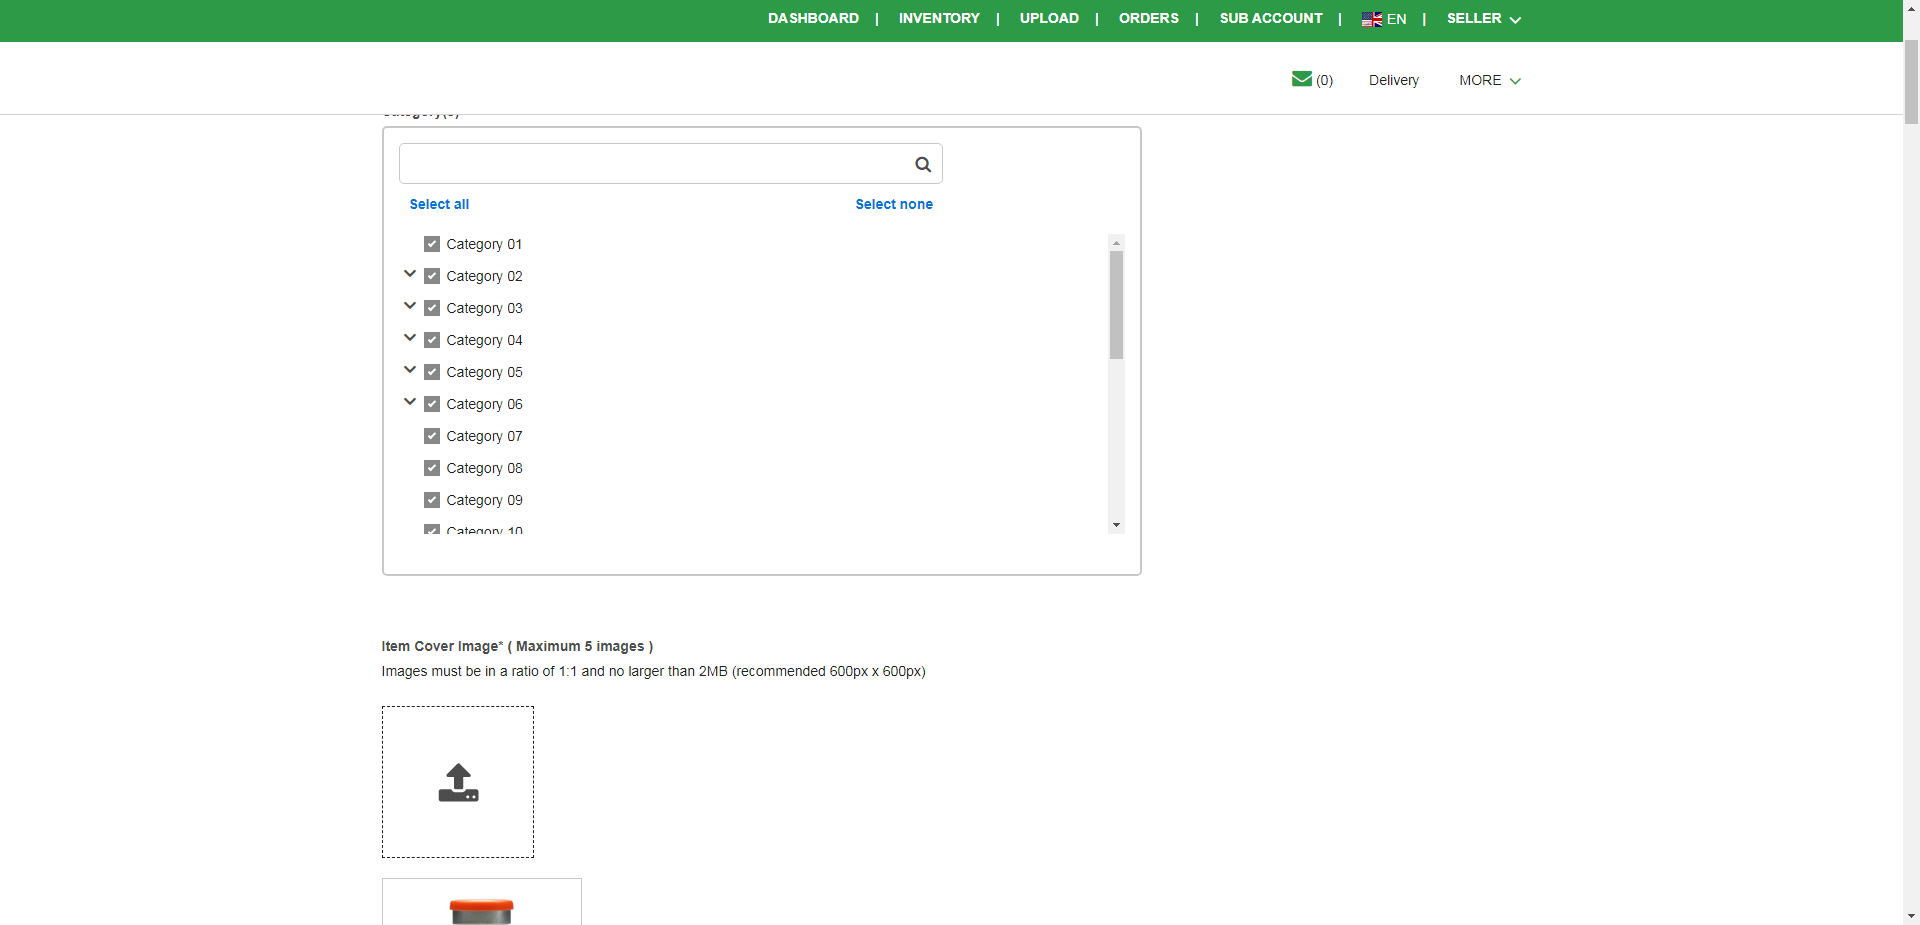 DASHBOARD | INVENTORY | UPLOAD | ORDERS | SUB ACCOUNT | EN | SELLER
(0) Delivery MORE
Category(s)
Select all Select none
Category 01
Category 02
Category 03
Category 04
Category 05
Category 06
Category 07
Category 08
Category 09
Category 10
Item Cover Image* ( Maximum 5 images )
Images must be in a ratio of 1:1 and no larger than 2MB (recommended 600px x 600px)